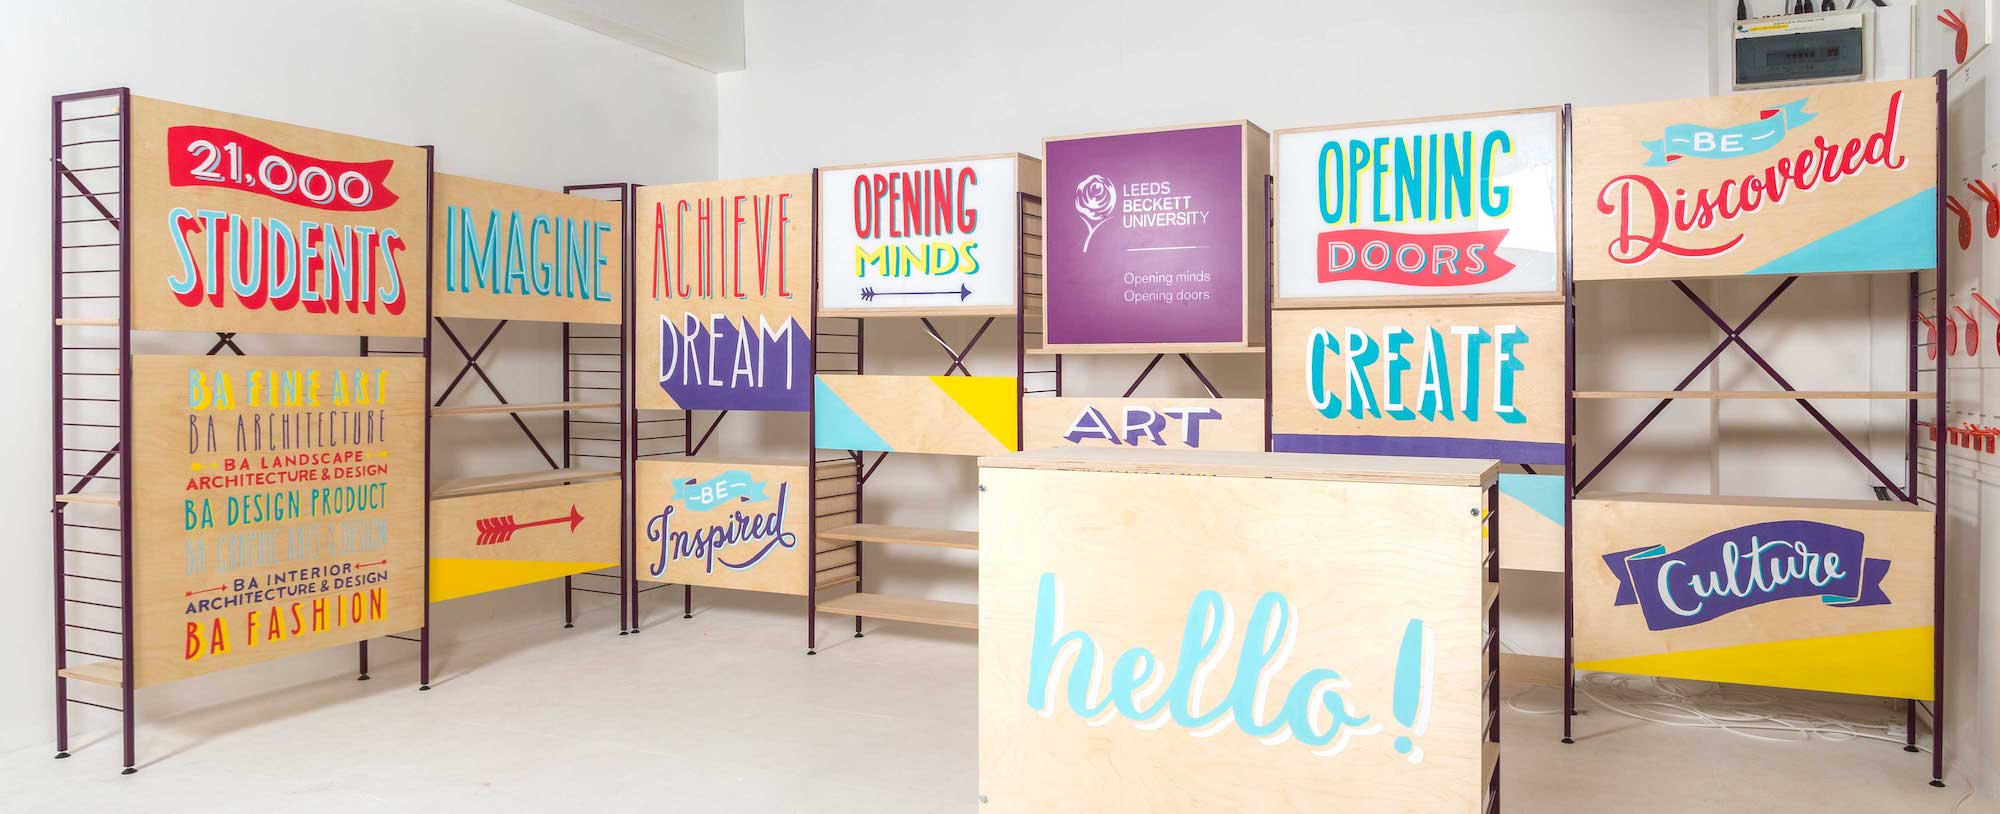 21,000
STUDENTS
BA FINE ART
BA ARCHITECTURE
BA LANDSCAPE
ARCHITECTURE & DESIGN
BA DESIGN PRODUCT
BA GRAPHIC ARTS & DESIGN
BA INTERIOR
ARCHITECTURE & DESIGN
BA FASHION
IMAGINE
ACHIEVE
DREAM
BE
Inspired
OPENING
MINDS
LEEDS
BECKETT
UNIVERSITY
Opening minds
Opening doors
ART
OPENING
DOORS
CREATE
BE
Discovered
Culture
hello!